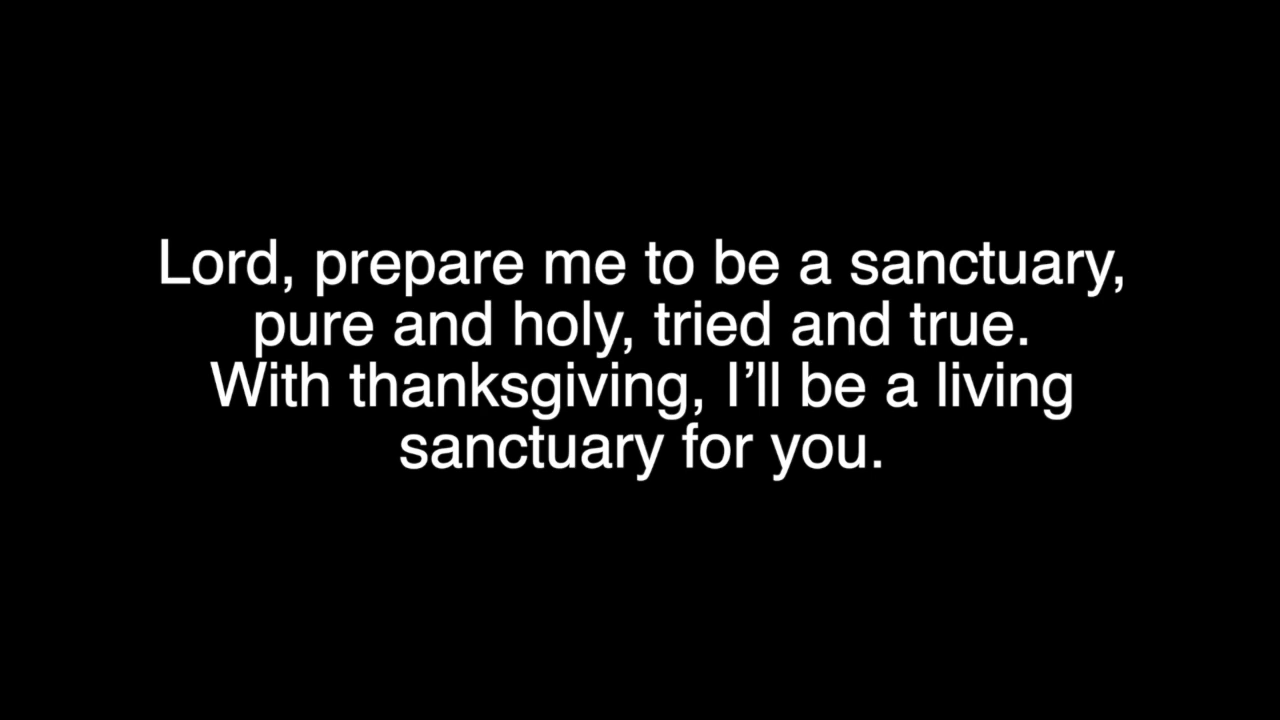 Lord, prepare me to be a sanctuary,
pure and holy, tried and true.
With thanksgiving, I’ll be a living
sanctuary for you.